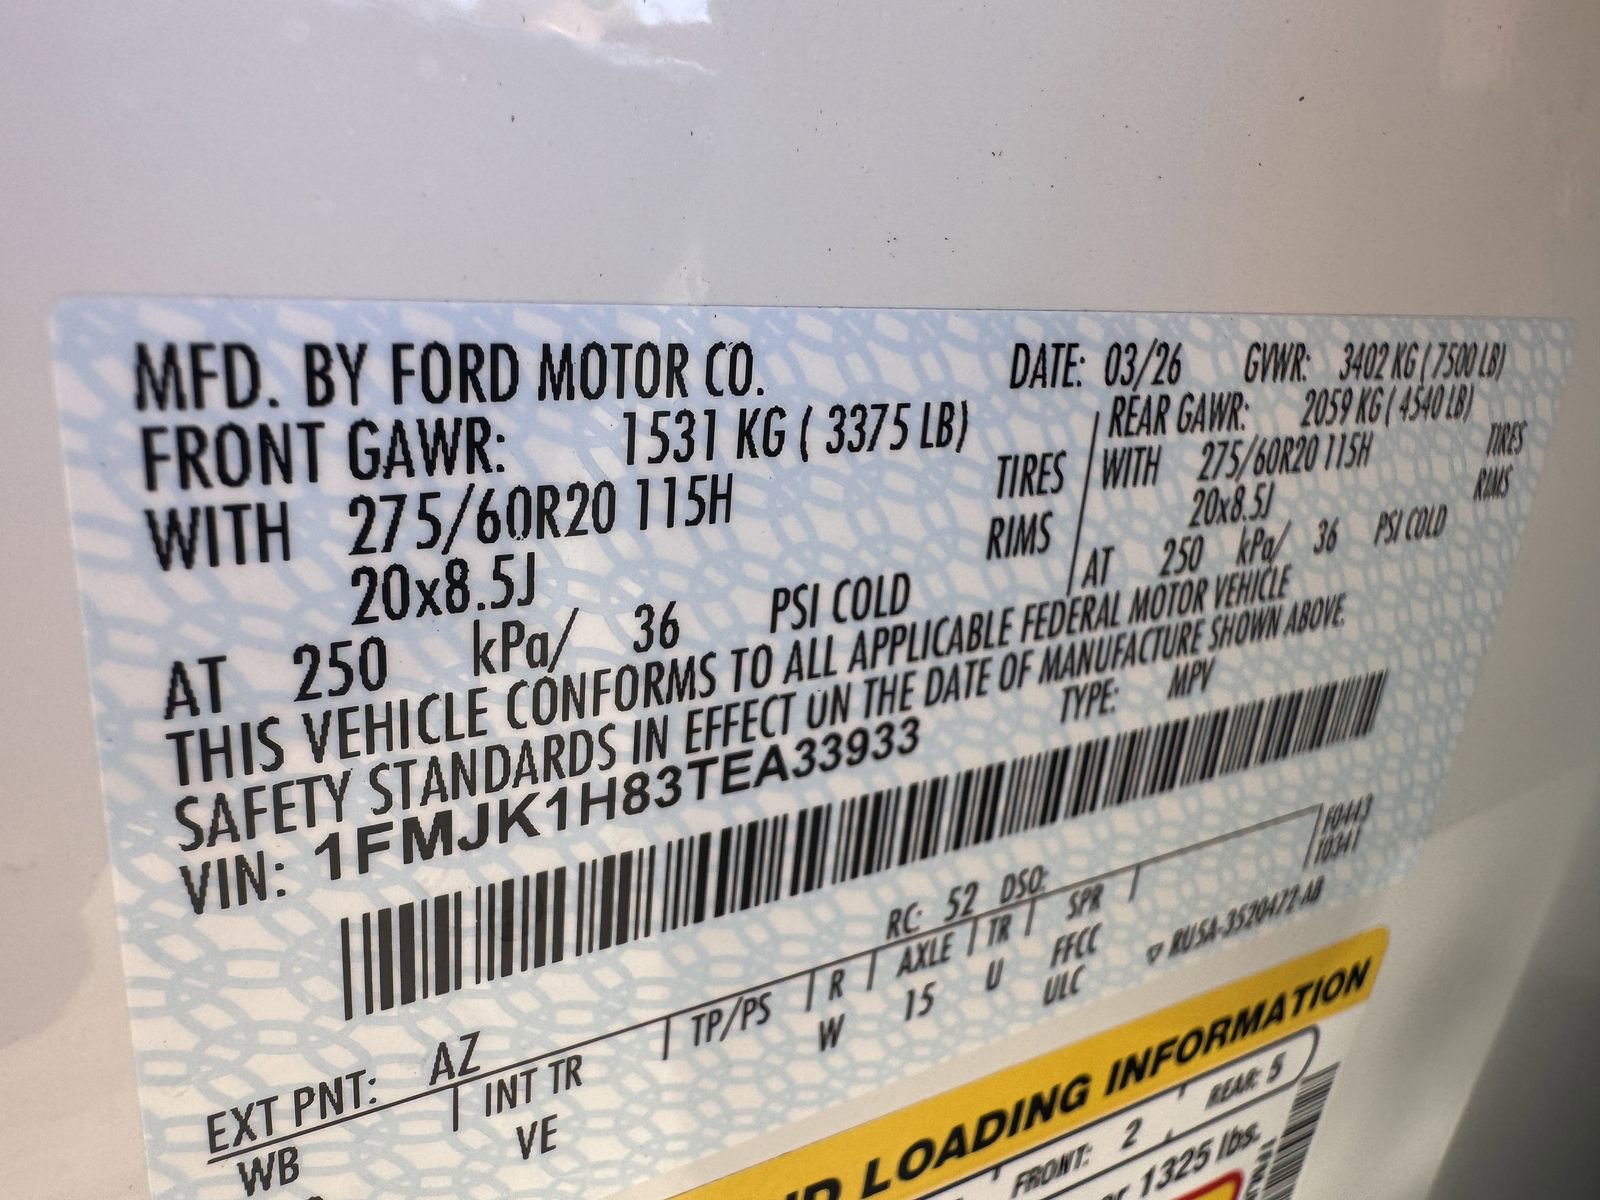 MFD. BY FORD MOTOR CO. DATE: 03/26 GVWR: 3402 KG ( 7500 LB)
FRONT GAWR: 1531 KG ( 3375 LB) REAR GAWR: 2059 KG ( 4540 LB)
WITH 275/60R20 115H TIRES WITH 275/60R20 115H TIRES
20x8.5J RIMS 20x8.5J RIMS
AT 250 kPa/ 36 PSI COLD AT 250 kPa/ 36 PSI COLD
THIS VEHICLE CONFORMS TO ALL APPLICABLE FEDERAL MOTOR VEHICLE
SAFETY STANDARDS IN EFFECT ON THE DATE OF MANUFACTURE SHOWN ABOVE.
VIN: 1FMJK1H83TEA33933 TYPE: MPV
F0443
10341
EXT PNT: AZ RC: 52 DSO:
WB INT TR TP/PS R AXLE TR SPR
VE W 15 U FFCC
ULC
RU5A-3520472-AB
LOADING INFORMATION
FRONT: 2 REAR: 5
1325 lbs.